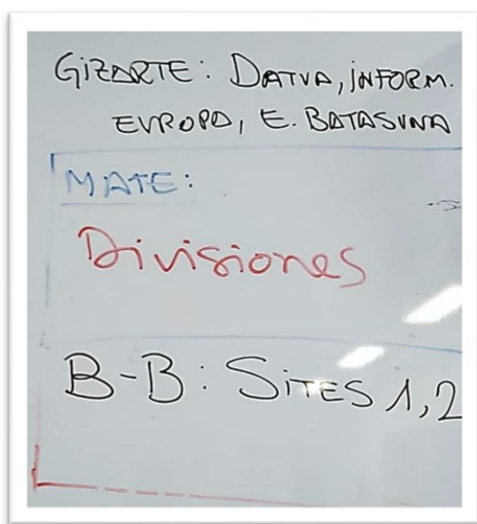 GIZARTE: DATUA, INFORM.
EUROPA, E. BATASUNA
MATE:
Divisiones
B-B: SITES 1,2